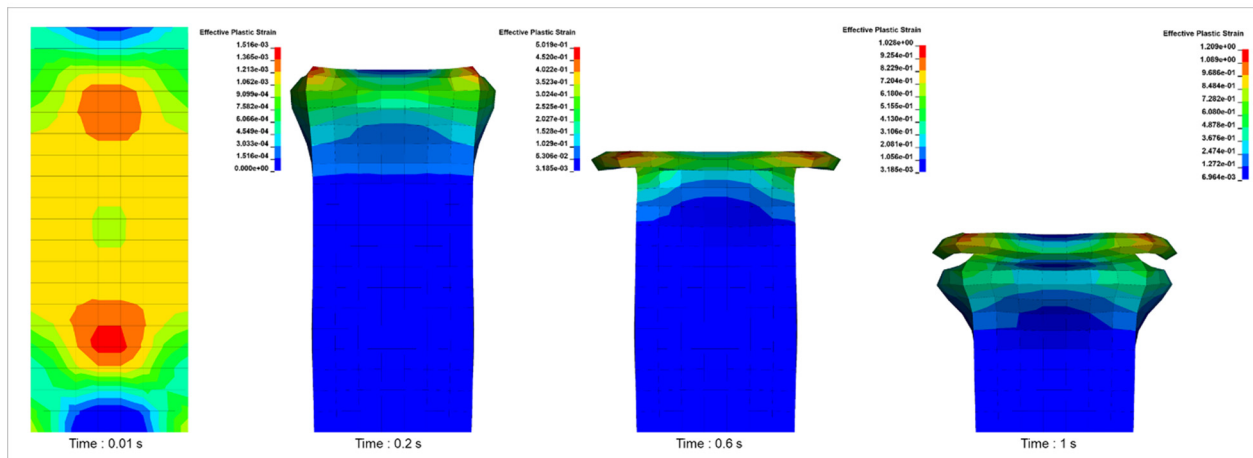 Effective Plastic Strain
1.516e-03
1.365e-03
1.213e-03
1.062e-03
9.099e-04
7.582e-04
6.066e-04
4.549e-04
3.033e-04
1.516e-04
0.000e+00
Time : 0.01 s
Effective Plastic Strain
5.019e-01
4.520e-01
4.022e-01
3.523e-01
3.024e-01
2.525e-01
2.027e-01
1.528e-01
1.029e-01
5.306e-02
3.185e-03
Time : 0.2 s
Effective Plastic Strain
1.028e+00
9.254e-01
8.229e-01
7.204e-01
6.180e-01
5.155e-01
4.130e-01
3.106e-01
2.081e-01
1.056e-01
3.185e-03
Time : 0.6 s
Effective Plastic Strain
1.209e+00
1.089e+00
9.686e-01
8.484e-01
7.282e-01
6.080e-01
4.878e-01
3.676e-01
2.474e-01
1.272e-01
6.964e-03
Time : 1 s